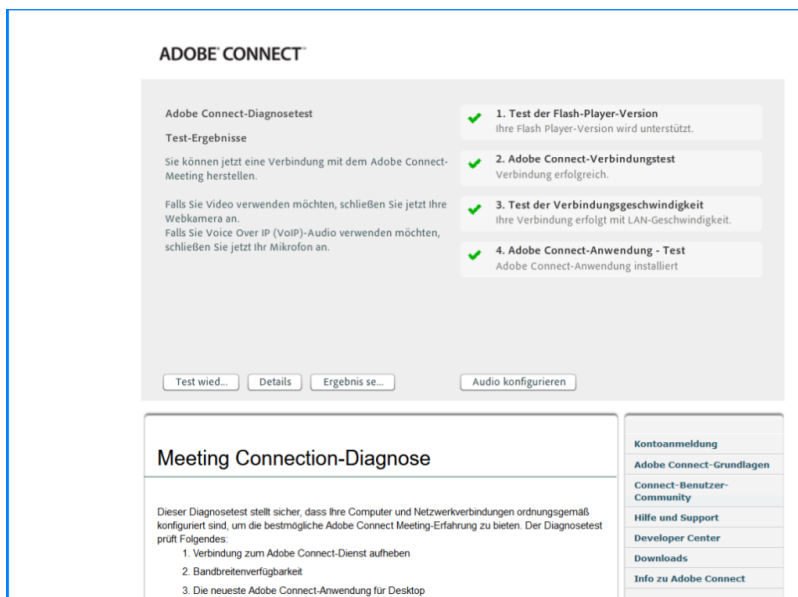 ADOBE® CONNECT™
Adobe Connect-Diagnosetest
Test-Ergebnisse
Sie können jetzt eine Verbindung mit dem Adobe Connect-
Meeting herstellen.
Falls Sie Video verwenden möchten, schließen Sie jetzt Ihre
Webkamera an.
Falls Sie Voice Over IP (VoIP)-Audio verwenden möchten,
schließen Sie jetzt Ihr Mikrofon an.
1. Test der Flash-Player-Version
Ihre Flash Player-Version wird unterstützt.
2. Adobe Connect-Verbindungstest
Verbindung erfolgreich.
3. Test der Verbindungsgeschwindigkeit
Ihre Verbindung erfolgt mit LAN-Geschwindigkeit.
4. Adobe Connect-Anwendung - Test
Adobe Connect-Anwendung installiert
Test wied...
Details
Ergebnis se...
Audio konfigurieren
Meeting Connection-Diagnose
Dieser Diagnosetest stellt sicher, dass Ihre Computer und Netzwerkverbindungen ordnungsgemäß
konfiguriert sind, um die bestmögliche Adobe Connect Meeting-Erfahrung zu bieten. Der Diagnosetest
prüft Folgendes:
1. Verbindung zum Adobe Connect-Dienst aufheben
2. Bandbreitenverfügbarkeit
3. Die neueste Adobe Connect-Anwendung für Desktop
Kontoanmeldung
Adobe Connect-Grundlagen
Connect-Benutzer-
Community
Hilfe und Support
Developer Center
Downloads
Info zu Adobe Connect